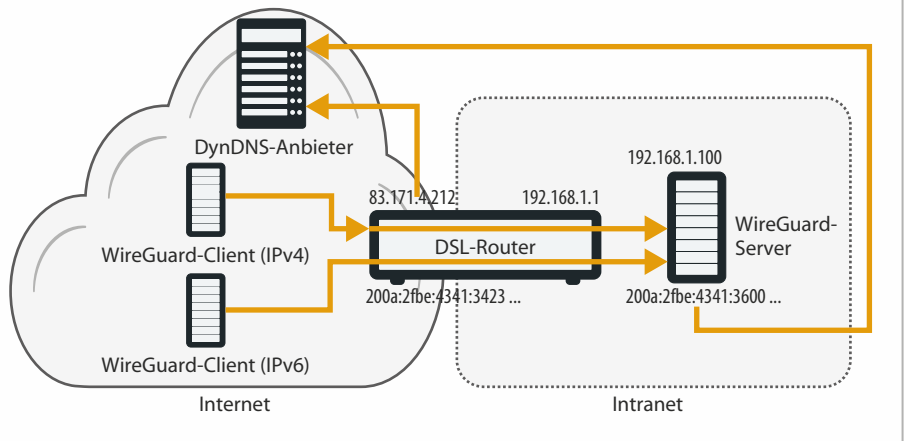 DynDNS-Anbieter
192.168.1.100
83.171.4.212
192.168.1.1
WireGuard-Client (IPv4)
DSL-Router
WireGuard-
Server
200a:2fbe:4341:3423 ...
200a:2fbe:4341:3600 ...
WireGuard-Client (IPv6)
Internet
Intranet